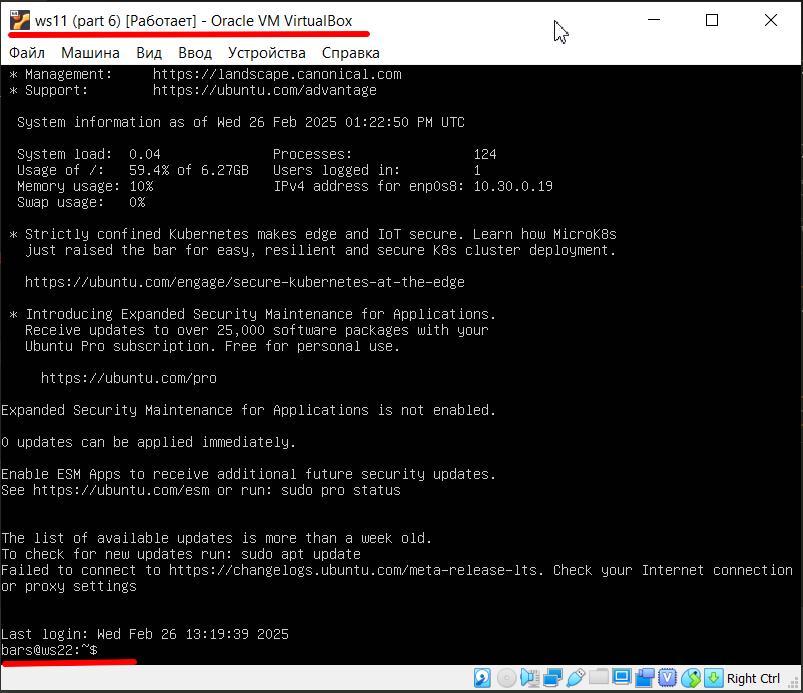 ws11 (part 6) [Работает] - Oracle VM VirtualBox
Файл Машина Вид Ввод Устройства Справка
* Management: https://landscape.canonical.com
* Support: https://ubuntu.com/advantage
System information as of Wed 26 Feb 2025 01:22:50 PM UTC
System load: 0.04 Processes: 124
Usage of /: 59.4% of 6.27GB Users logged in: 1
Memory usage: 10% IPv4 address for enp0s8: 10.30.0.19
Swap usage: 0%
* Strictly confined Kubernetes makes edge and IoT secure. Learn how MicroK8s
just raised the bar for easy, resilient and secure K8s cluster deployment.
https://ubuntu.com/engage/secure-kubernetes-at-the-edge
* Introducing Expanded Security Maintenance for Applications.
Receive updates to over 25,000 software packages with your
Ubuntu Pro subscription. Free for personal use.
https://ubuntu.com/pro
Expanded Security Maintenance for Applications is not enabled.
0 updates can be applied immediately.
Enable ESM Apps to receive additional future security updates.
See https://ubuntu.com/esm or run: sudo pro status
The list of available updates is more than a week old.
To check for new updates run: sudo apt update
Failed to connect to https://changelogs.ubuntu.com/meta-release-lts. Check your Internet connection
or proxy settings
Last login: Wed Feb 26 13:19:39 2025
bars@ws22:~$
Right Ctrl